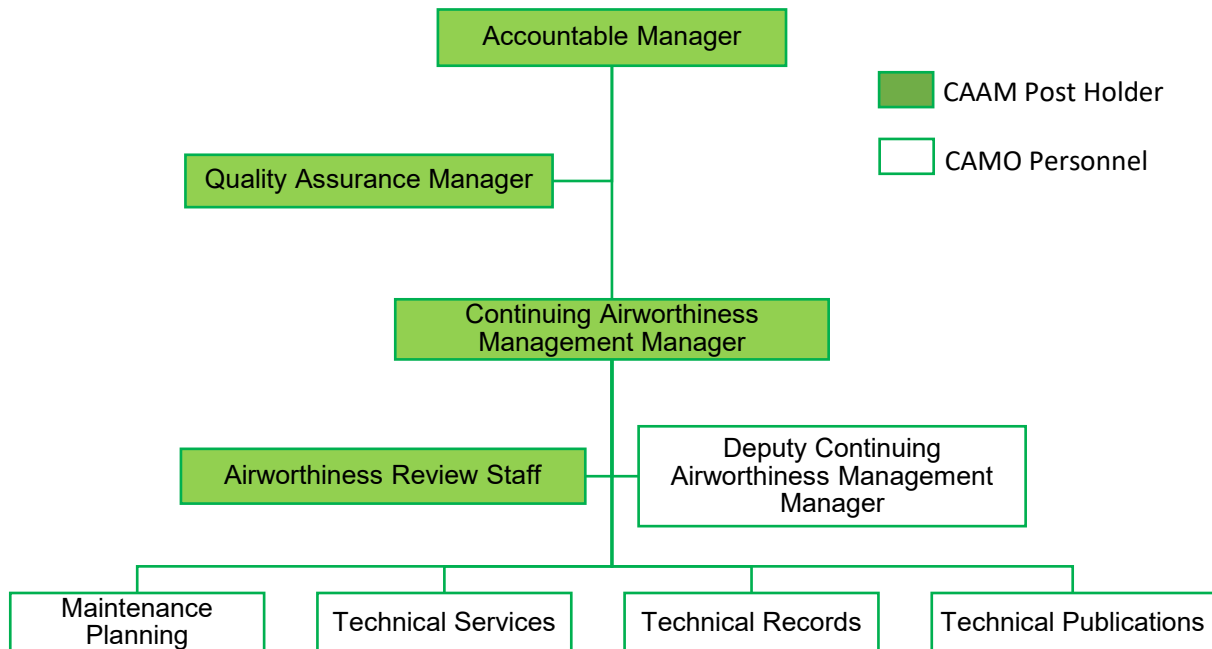 Accountable Manager
CAAM Post Holder
CAMO Personnel
Quality Assurance Manager
Continuing Airworthiness
Management Manager
Airworthiness Review Staff
Deputy Continuing
Airworthiness Management
Manager
Maintenance
Planning
Technical Services
Technical Records
Technical Publications